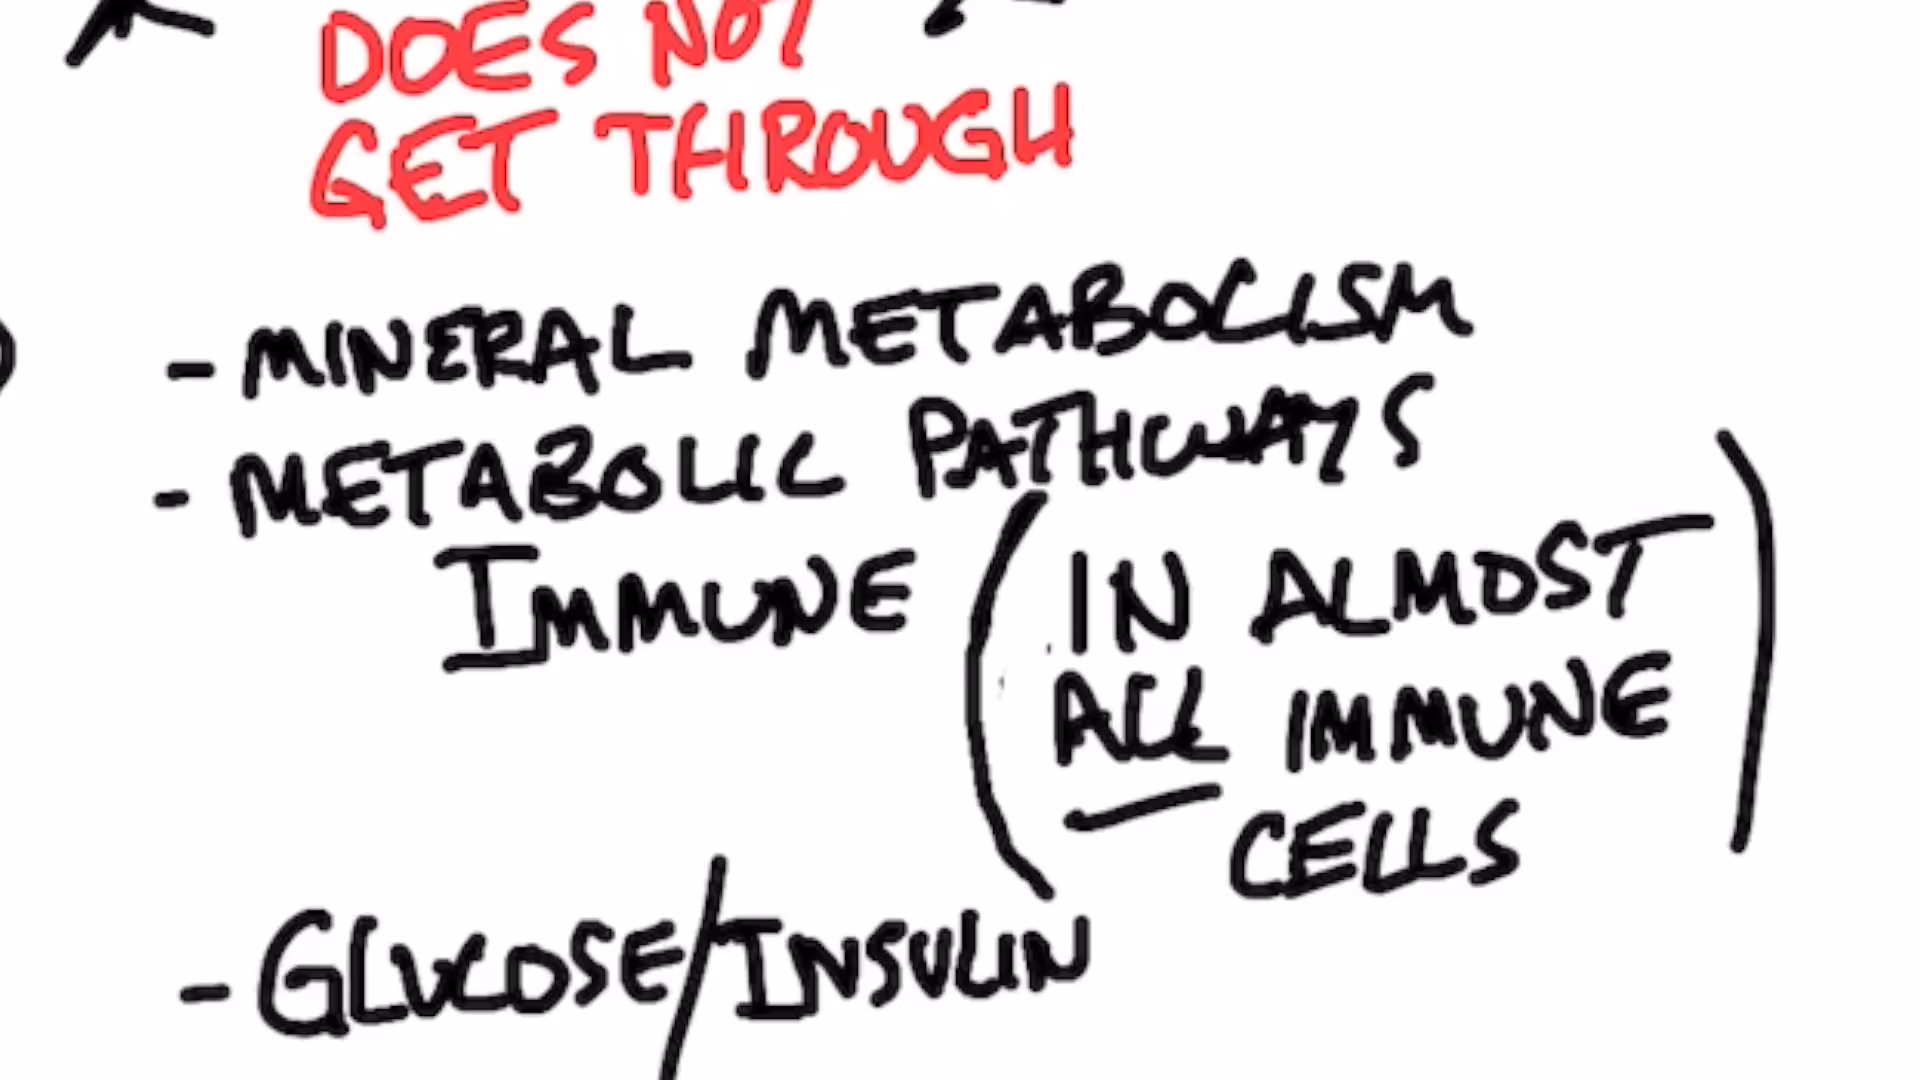 DOES NOT
GET THROUGH
- MINERAL METABOLISM
- METABOLIC PATHWAYS
IMMUNE (IN ALMOST
ALL IMMUNE
CELLS)
- GLUCOSE/INSULIN